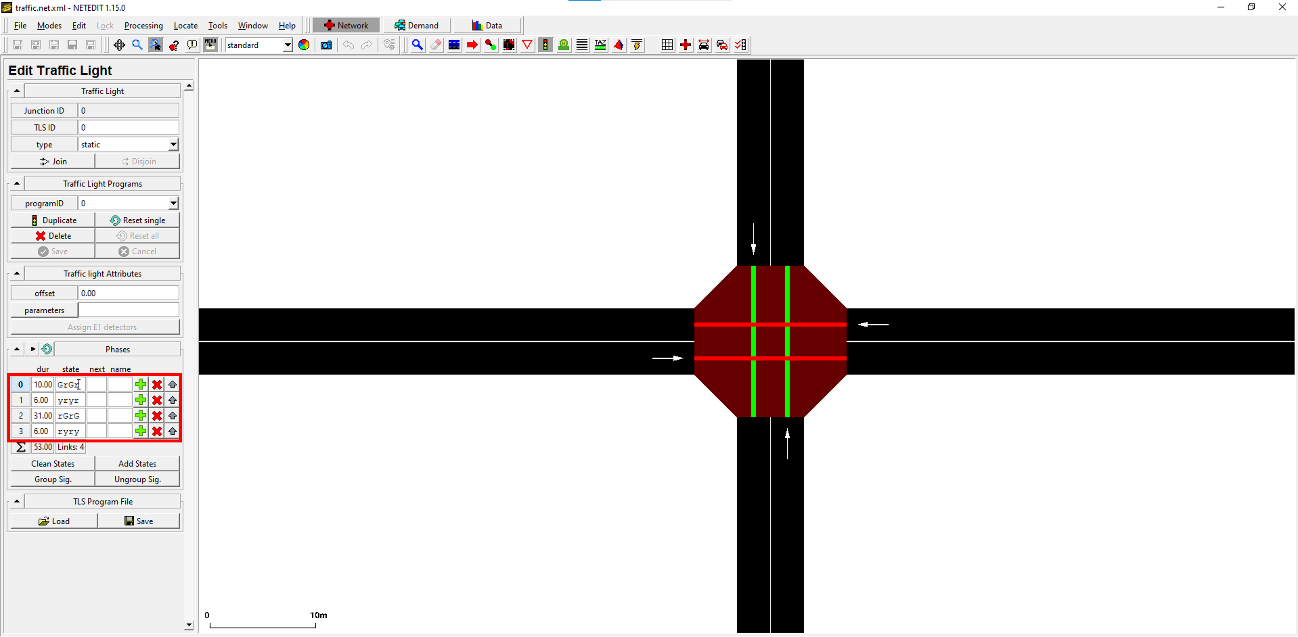 traffic.net.xml - NETEDIT 1.15.0
File Modes Edit Lock Processing Locate Tools Window Help Network Demand Data
standard
Edit Traffic Light
Traffic Light
Junction ID 0
TLS ID 0
type static
Join Disjoin
Traffic Light Programs
programID 0
Duplicate Reset single
Delete Reset all
Save Cancel
Traffic light Attributes
offset 0.00
parameters
Assign E1 detectors
Phases
dur state next name
0 10.00 GrGr
1 6.00 yryr
2 31.00 rGrG
3 6.00 ryry
Σ 53.00 Links: 4
Clean States Add States
Group Sig. Ungroup Sig.
TLS Program File
Load Save
0 10m